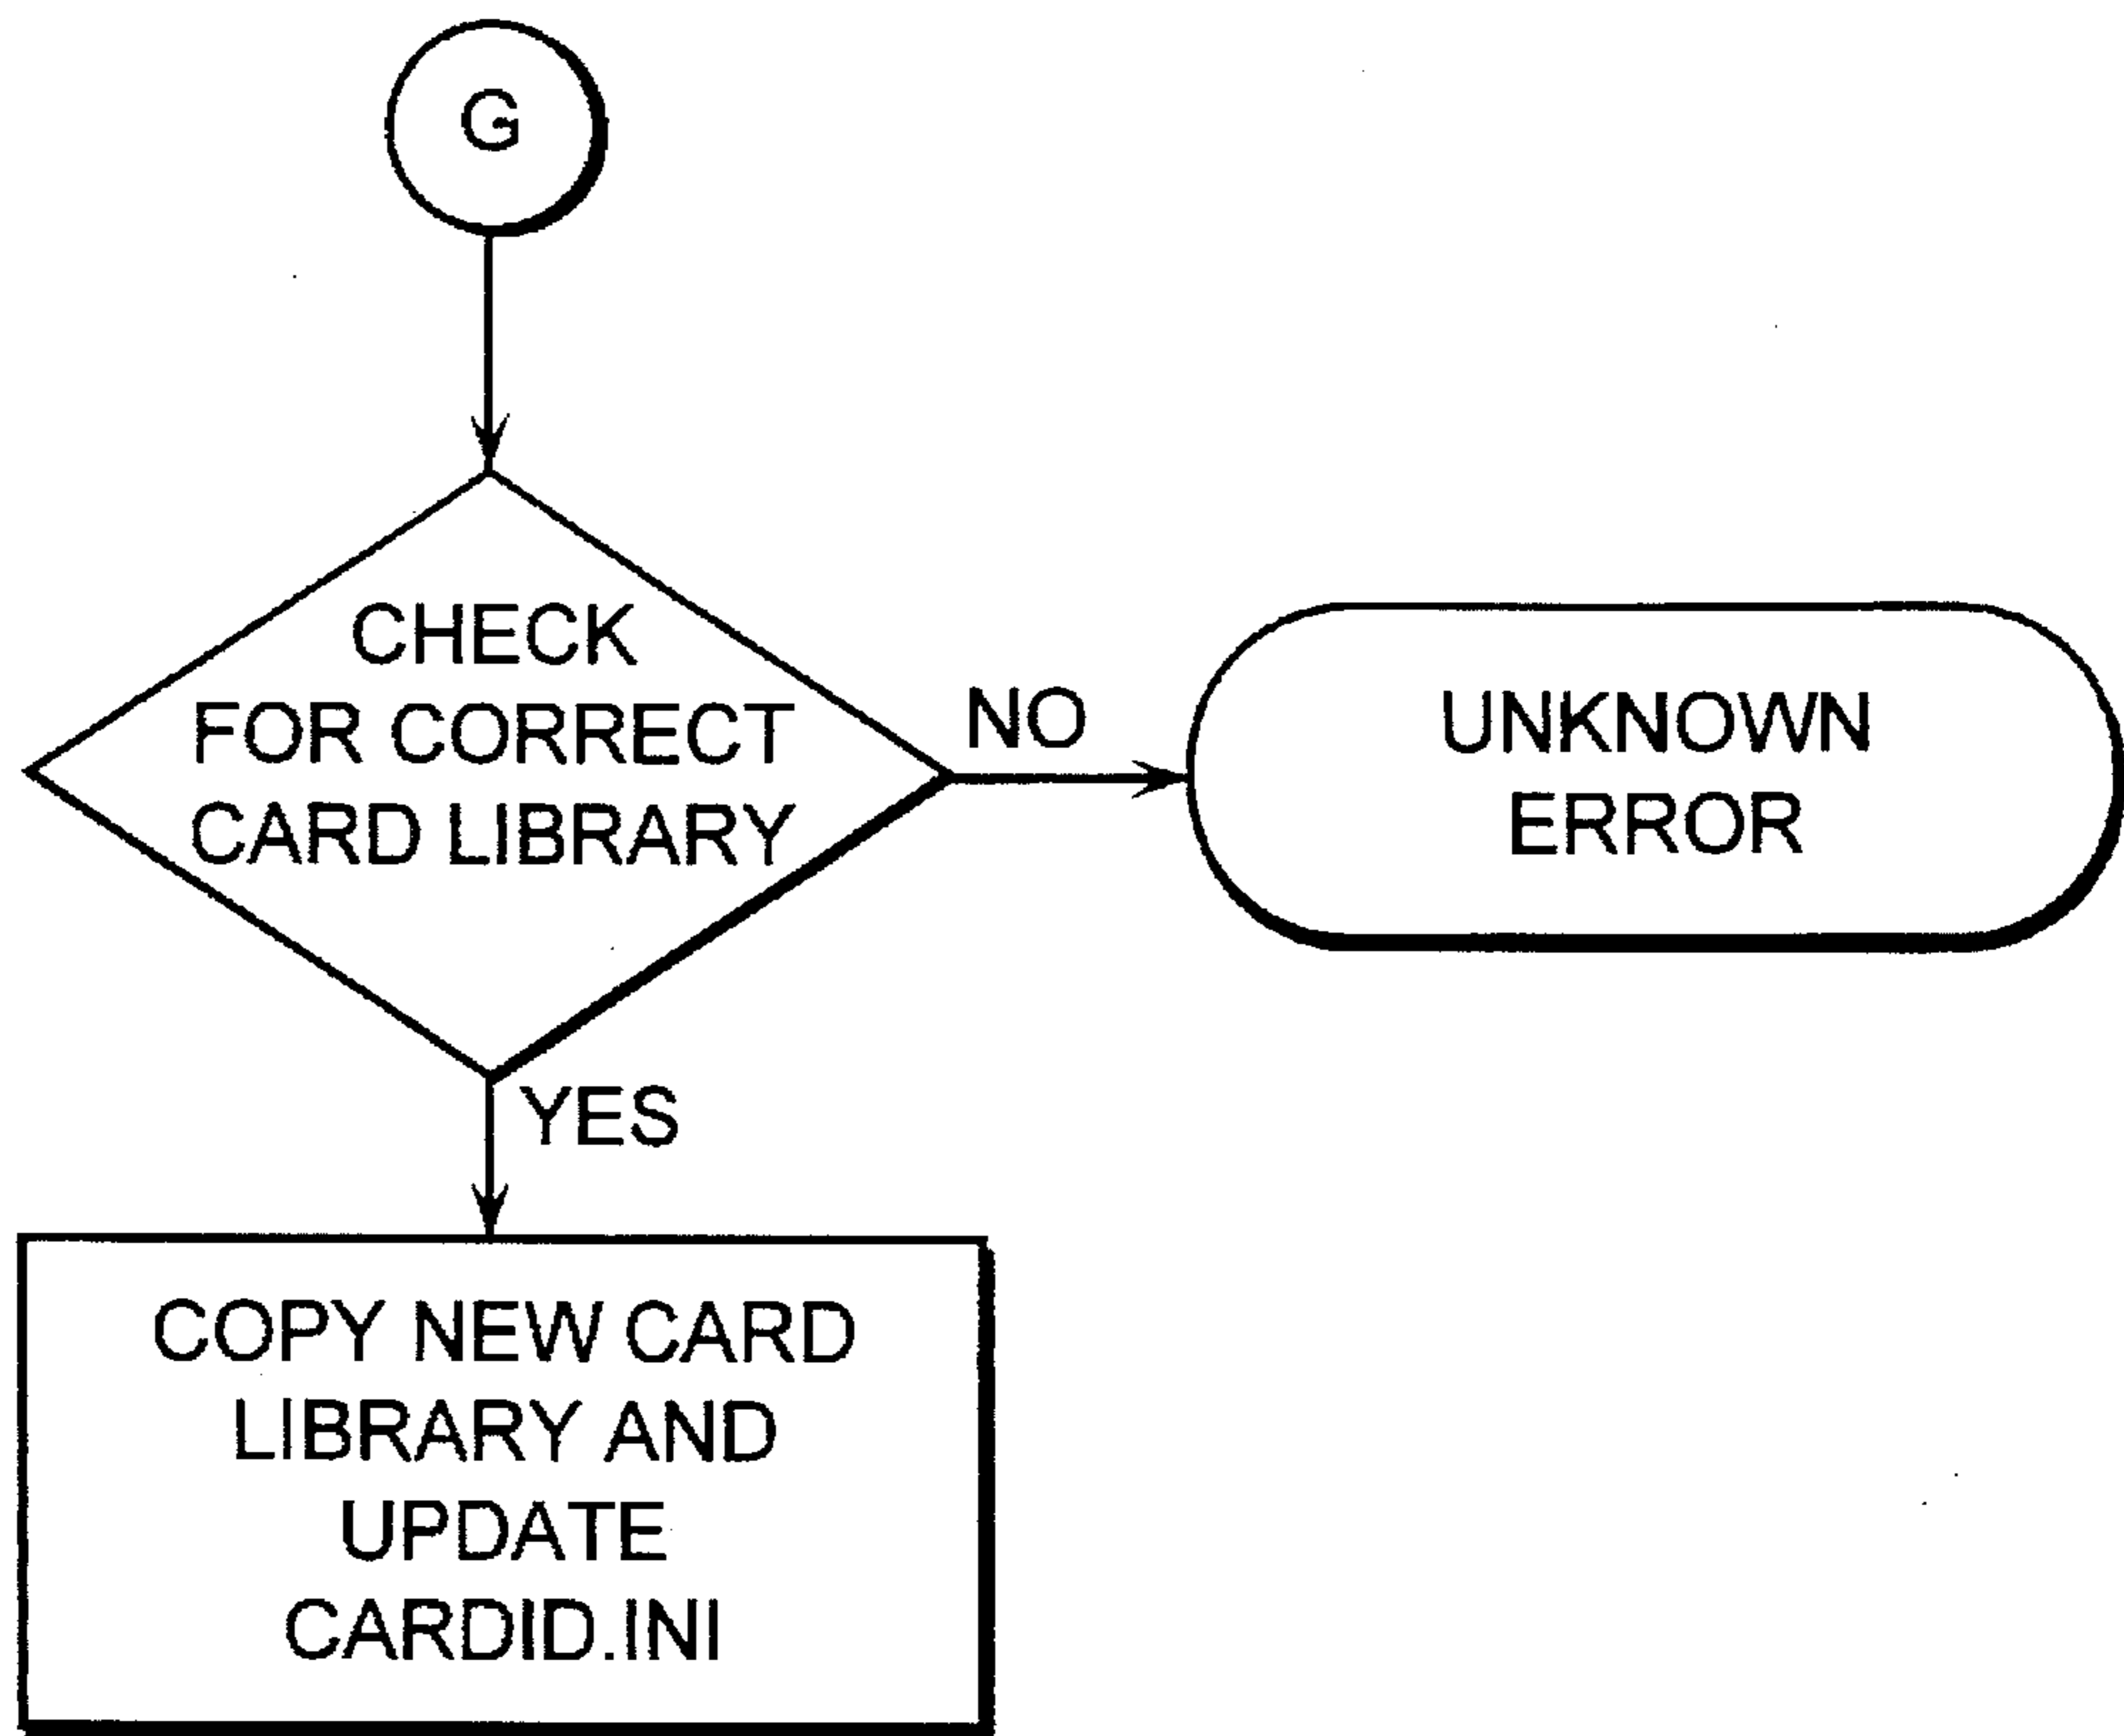 G
CHECK
FOR CORRECT
CARD LIBRARY
NO
UNKNOWN
ERROR
YES
COPY NEW CARD
LIBRARY AND
UPDATE
CARDID.INI